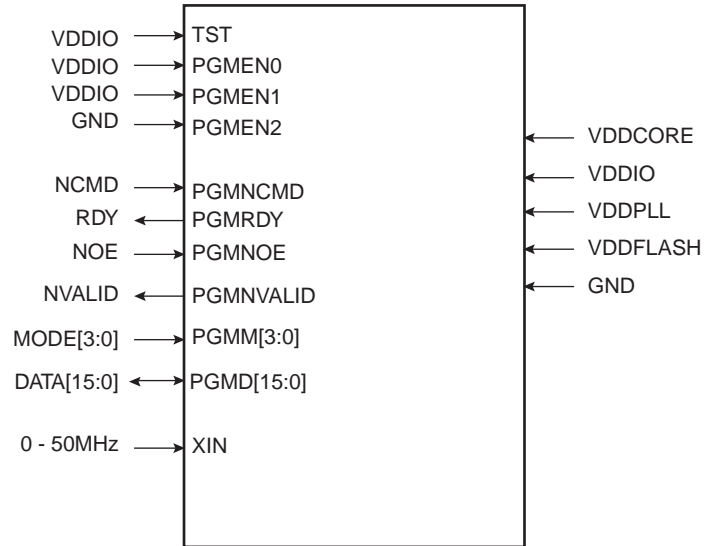 VDDIO TST
VDDIO PGMEN0
VDDIO PGMEN1
GND PGMEN2
VDDCORE
NCMD PGMNCMD
VDDIO
RDY PGMRDY
VDDPLL
NOE PGMNOE
VDDFLASH
NVALID PGMNVALID
GND
MODE[3:0] PGMM[3:0]
DATA[15:0] PGMD[15:0]
0 - 50MHz XIN